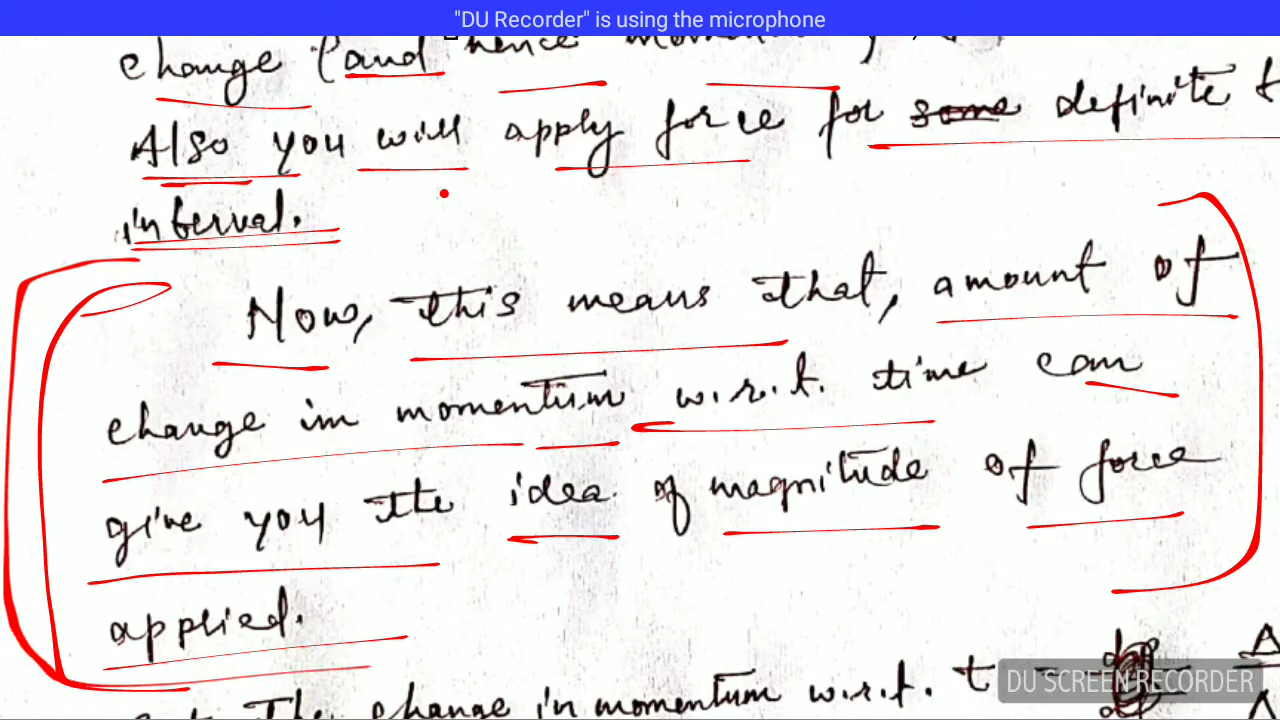 "DU Recorder" is using the microphone
change (and hence
Also you will apply force for some definite t
interval.
Now, this means that, amount of
change in momentum w.r.t. time can
give you the idea of magnitude of force
applied.
The change in momentum w.r.t. t =
DU SCREEN RECORDER